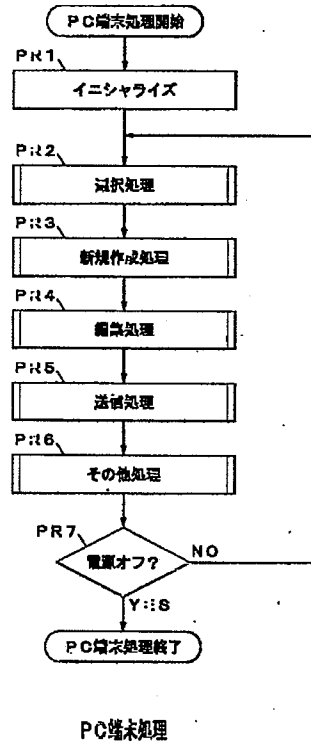 PC端末処理開始
PR1
イニシャライズ
PR2
選択処理
PR3
新規作成処理
PR4
編集処理
PR5
送信処理
PR6
その他処理
PR7
電源オフ?
NO
YES
PC端末処理終了
PC端末処理